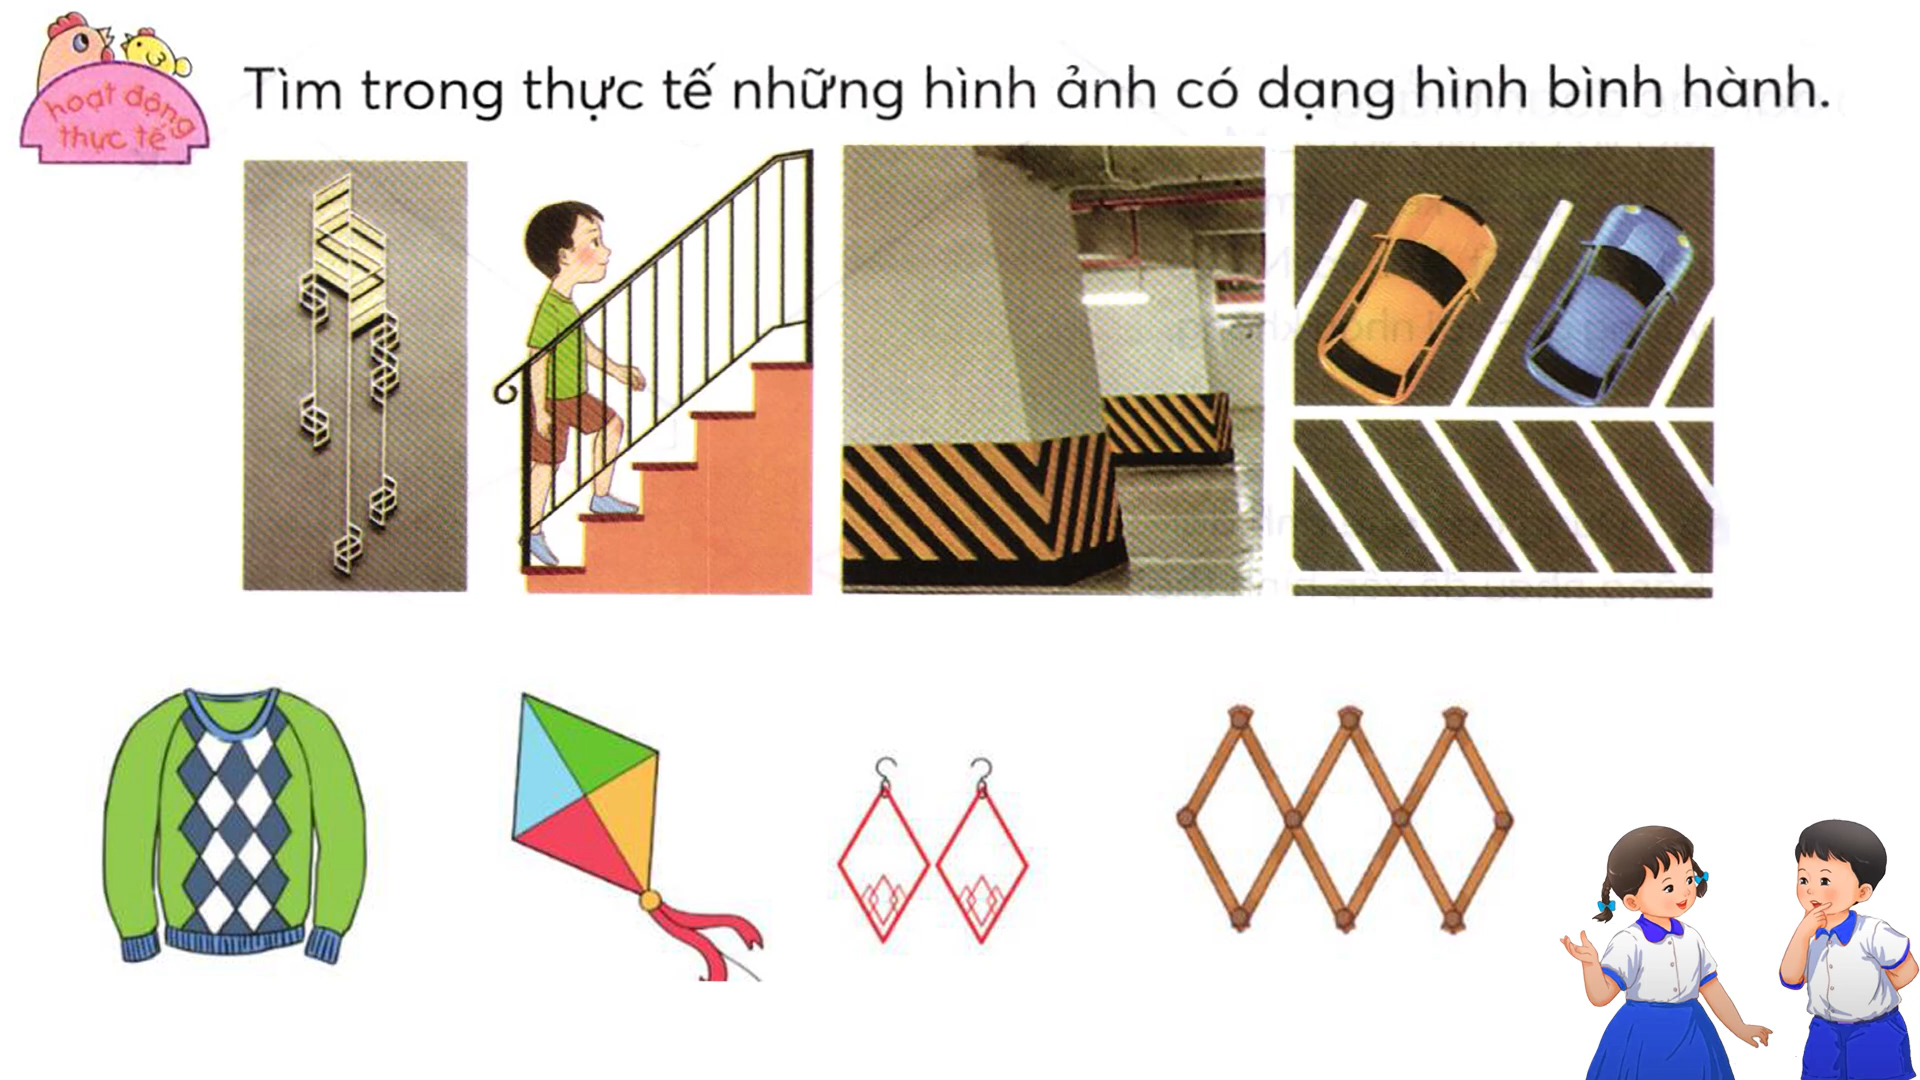 hoạt động
thực tế
Tìm trong thực tế những hình ảnh có dạng hình bình hành.